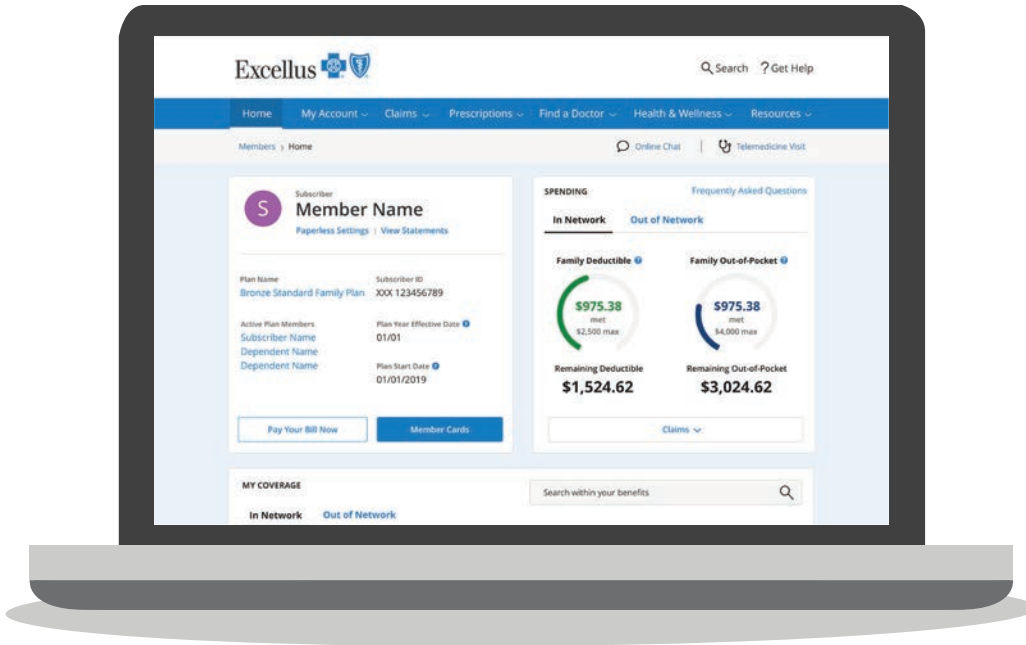 Excellus
Search ? Get Help
Home My Account Claims Prescriptions Find a Doctor Health & Wellness Resources
Members › Home
Online Chat | Telemedicine Visit
S
Subscriber
Member Name
Paperless Settings | View Statements
Plan Name
Bronze Standard Family Plan
Subscriber ID
XXX 123456789
Active Plan Members
Subscriber Name
Dependent Name
Dependent Name
Plan Year Effective Date ?
01/01
Plan Start Date ?
01/01/2019
Pay Your Bill Now
Member Cards
SPENDING
Frequently Asked Questions
In Network Out of Network
Family Deductible ?
$975.38
met
$2,500 max
Remaining Deductible
$1,524.62
Family Out-of-Pocket ?
$975.38
met
$4,000 max
Remaining Out-of-Pocket
$3,024.62
Claims
MY COVERAGE
Search within your benefits
In Network Out of Network